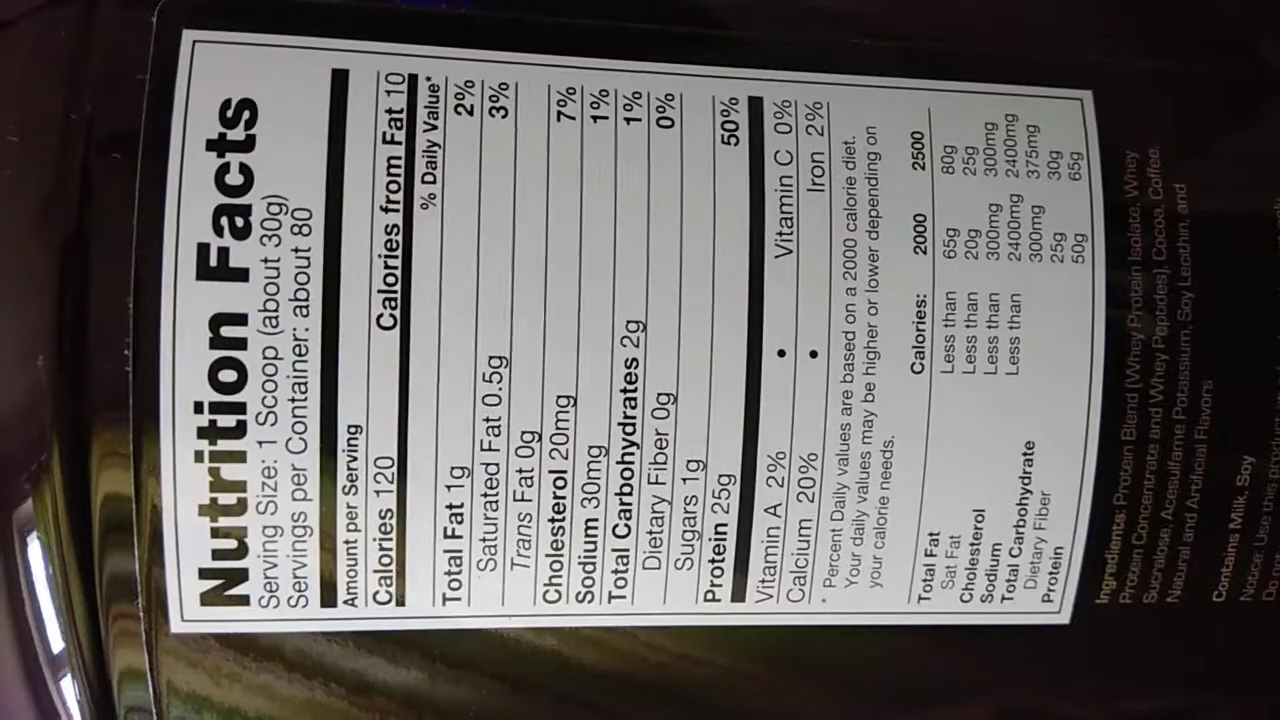 Nutrition Facts
Serving Size: 1 Scoop (about 30g)
Servings per Container: about 80
Amount per Serving
Calories 120 Calories from Fat 10
% Daily Value*
Total Fat 1g 2%
Saturated Fat 0.5g 3%
Trans Fat 0g
Cholesterol 20mg 7%
Sodium 30mg 1%
Total Carbohydrates 2g 1%
Dietary Fiber 0g 0%
Sugars 1g
Protein 25g 50%
Vitamin A 2% • Vitamin C 0%
Calcium 20% • Iron 2%
* Percent Daily values are based on a 2000 calorie diet.
Your daily values may be higher or lower depending on
your calorie needs.
Calories: 2000 2500
Total Fat Less than 65g 80g
Sat Fat Less than 20g 25g
Cholesterol Less than 300mg 300mg
Sodium Less than 2400mg 2400mg
Total Carbohydrate 300mg 375mg
Dietary Fiber 25g 30g
Protein 50g 65g
Ingredients: Protein Blend [Whey Protein Isolate, Whey
Protein Concentrate and Whey Peptides], Cocoa, Coffee,
Sucralose, Acesulfame Potassium, Soy Lecithin, and
Natural and Artificial Flavors
Contains Milk, Soy
Notice: Use this product